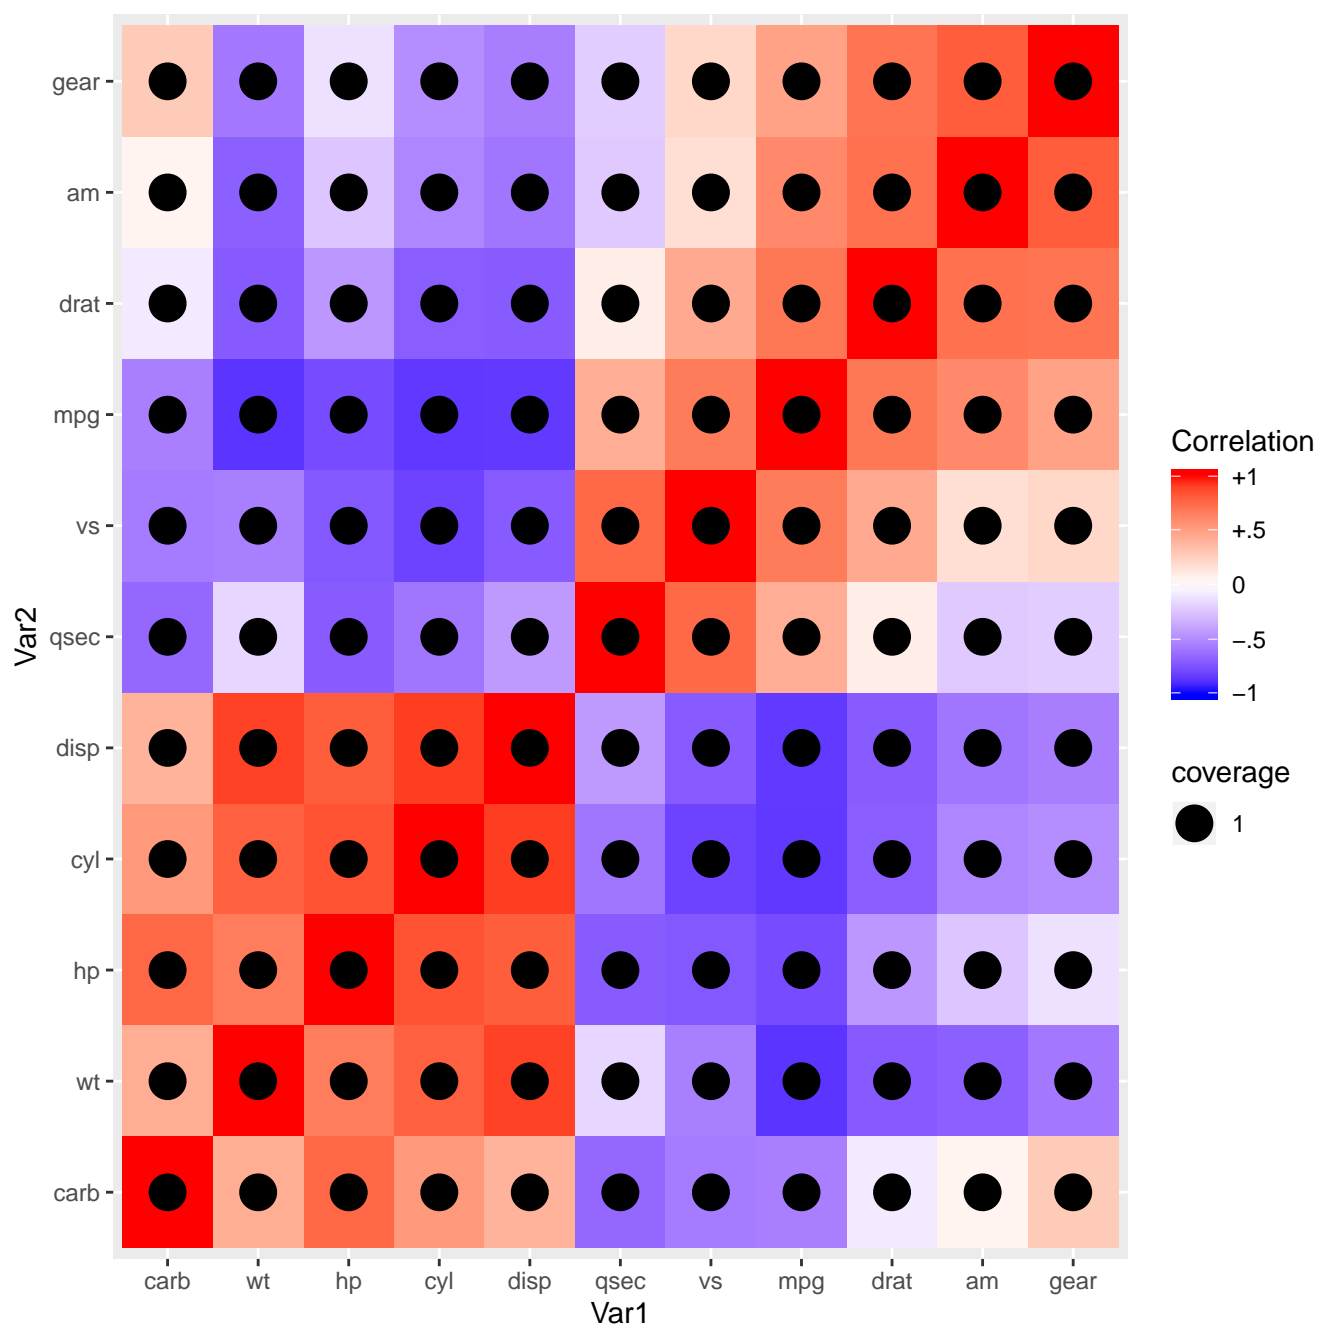 gear
am
drat
mpg
vs
qsec
disp
cyl
hp
wt
carb
Var2
carb wt hp cyl disp qsec vs mpg drat am gear
Var1
Correlation
+1
+.5
0
−.5
−1
coverage
1